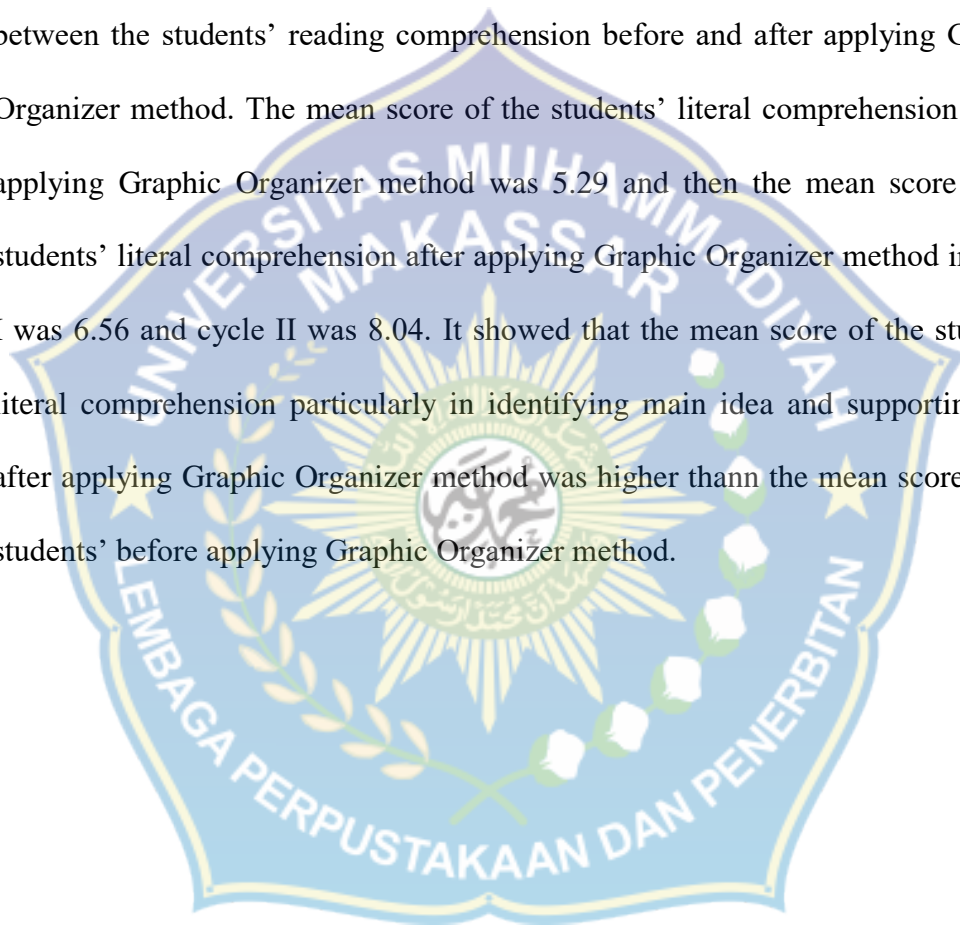 between the students’ reading comprehension before and after applying
Organizer method. The mean score of the students’ literal comprehension
applying Graphic Organizer method was 5.29 and then the mean score
students’ literal comprehension after applying Graphic Organizer method
I was 6.56 and cycle II was 8.04. It showed that the mean score of the
literal comprehension particularly in identifying main idea and
after applying Graphic Organizer method was higher thann the mean score
students’ before applying Graphic Organizer method.
UNIVERSITAS MUHAMMADIYAH
MAKASSAR
LEMBAGA PERPUSTAKAAN DAN PENERBITAN